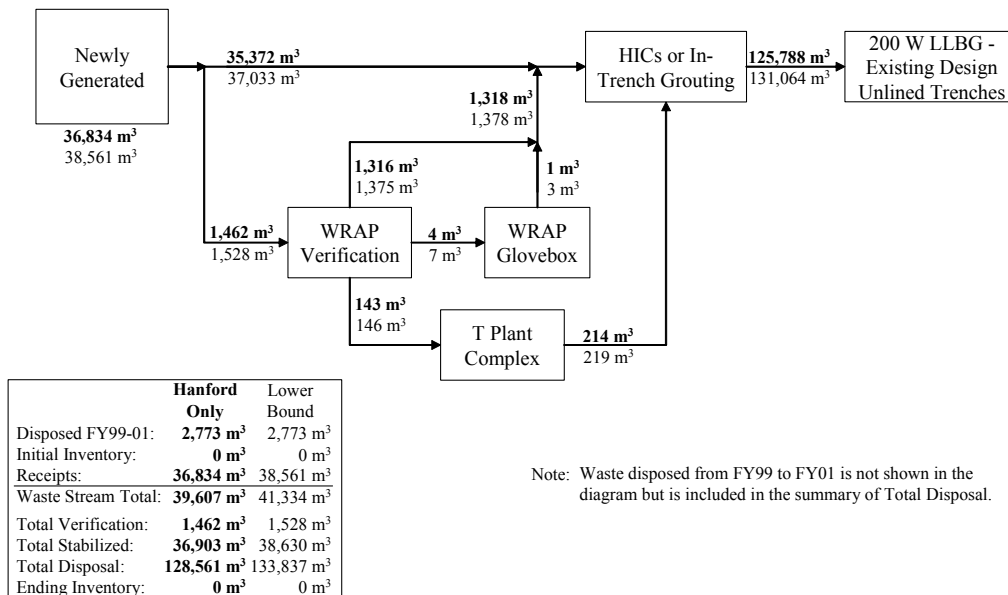 Newly
Generated
36,834 m³
38,561 m³
35,372 m³
37,033 m³
HICs or In-
Trench Grouting
125,788 m³
131,064 m³
200 W LLBG -
Existing Design
Unlined Trenches
1,318 m³
1,378 m³
1,316 m³
1,375 m³
1 m³
3 m³
1,462 m³
1,528 m³
WRAP
Verification
4 m³
7 m³
WRAP
Glovebox
143 m³
146 m³
T Plant
Complex
214 m³
219 m³
Hanford Lower
Only Bound
Disposed FY99-01: 2,773 m³ 2,773 m³
Initial Inventory: 0 m³ 0 m³
Receipts: 36,834 m³ 38,561 m³
Waste Stream Total: 39,607 m³ 41,334 m³
Total Verification: 1,462 m³ 1,528 m³
Total Stabilized: 36,903 m³ 38,630 m³
Total Disposal: 128,561 m³ 133,837 m³
Ending Inventory: 0 m³ 0 m³
Note: Waste disposed from FY99 to FY01 is not shown in the
diagram but is included in the summary of Total Disposal.